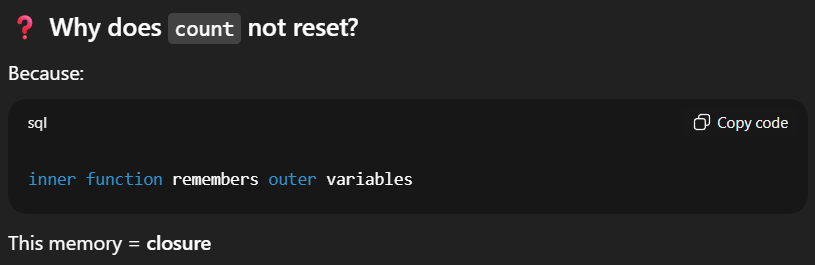 ❓ Why does count not reset?
Because:
sql
Copy code
inner function remembers outer variables
This memory = closure